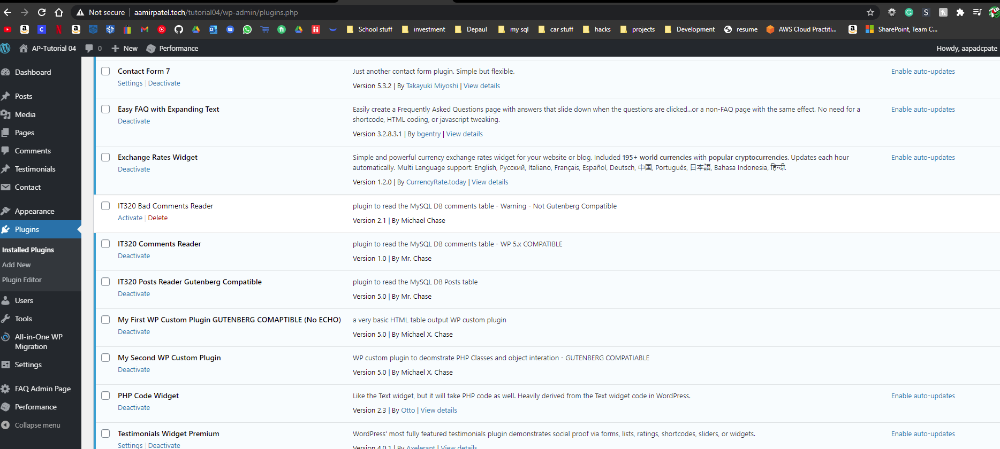 Not secure | aamirpatel.tech/tutorial04/wp-admin/plugins.php
School stuff investment Depaul my sql car stuff hacks projects Development resume AWS Cloud Practiti... SharePoint, Team C...
AP-Tutorial 04 0 New Performance Howdy, aapadcpate
Dashboard
Posts
Media
Pages
Comments
Testimonials
Contact
Appearance
Plugins
Installed Plugins
Add New
Plugin Editor
Users
Tools
All-in-One WP
Migration
Settings
FAQ Admin Page
Performance
Collapse menu
Contact Form 7
Settings | Deactivate
Just another contact form plugin. Simple but flexible.
Version 5.3.2 | By Takayuki Miyoshi | View details
Enable auto-updates
Easy FAQ with Expanding Text
Deactivate
Easily create a Frequently Asked Questions page with answers that slide down when the questions are clicked...or a non-FAQ page with the same effect. No need for a
shortcode, HTML coding, or javascript tweaking.
Version 3.2.8.3.1 | By bgentry | View details
Enable auto-updates
Exchange Rates Widget
Deactivate
Simple and powerful currency exchange rates widget for your website or blog. Included 195+ world currencies with popular cryptocurrencies. Updates each hour
automatically. Multi Language support: English, Русский, Italiano, Français, Español, Deutsch, 中国, Português, 日本語, Bahasa Indonesia, हिन्दी.
Version 1.2.0 | By CurrencyRate.today | View details
Enable auto-updates
IT320 Bad Comments Reader
Activate | Delete
plugin to read the MySQL DB comments table - Warning - Not Gutenberg Compatible
Version 2.1 | By Michael Chase
IT320 Comments Reader
Deactivate
plugin to read the MySQL DB comments table - WP 5.x COMPATIBLE
Version 1.0 | By Mr. Chase
IT320 Posts Reader Gutenberg Compatible
Deactivate
plugin to read the MySQL DB Posts table
Version 5.0 | By Mr. Chase
My First WP Custom Plugin GUTENBERG COMAPTIBLE (No ECHO)
Deactivate
a very basic HTML table output WP custom plugin
Version 5.0 | By Michael X. Chase
My Second WP Custom Plugin
Deactivate
WP custom plugin to deomstrate PHP Classes and object interation - GUTENBERG COMPATIABLE
Version 5.0 | By Michael X. Chase
PHP Code Widget
Deactivate
Like the Text widget, but it will take PHP code as well. Heavily derived from the Text widget code in WordPress.
Version 2.3 | By Otto | View details
Enable auto-updates
Testimonials Widget Premium
Settings | Deactivate
WordPress' most fully featured testimonials plugin demonstrates social proof via forms, lists, ratings, shortcodes, sliders, or widgets.
Version 4.0.1 | By Axelerant | View details
Enable auto-updates